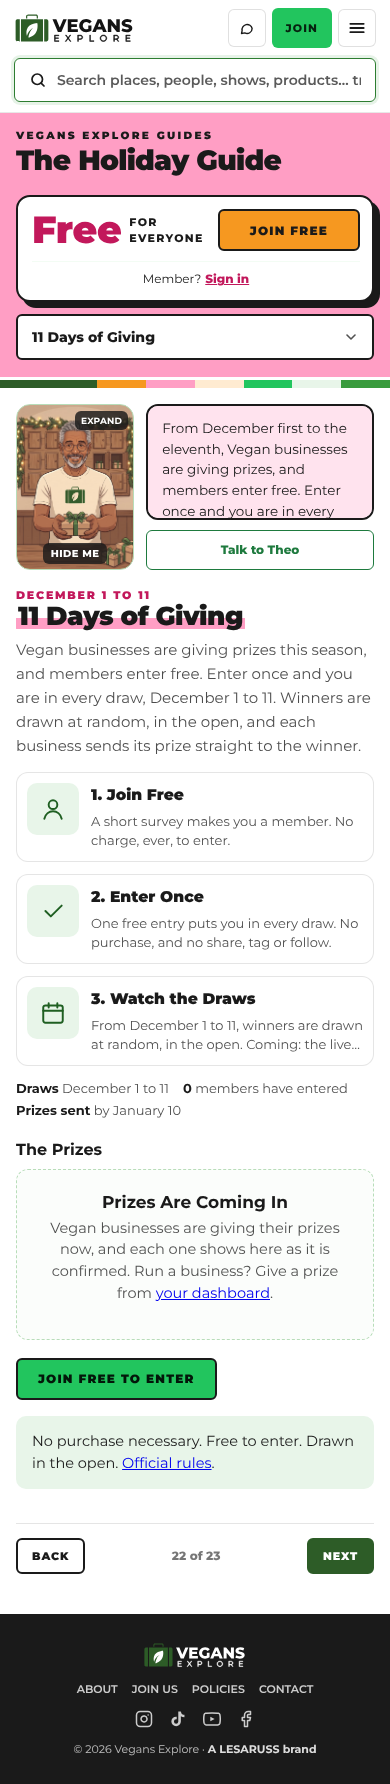 VEGANS
EXPLORE
JOIN
Search places, people, shows, products... tr
VEGANS EXPLORE GUIDES
The Holiday Guide
Free FOR EVERYONE
JOIN FREE
Member? Sign in
11 Days of Giving
EXPAND
HIDE ME
From December first to the
eleventh, Vegan businesses
are giving prizes, and
members enter free. Enter
once and you are in every
Talk to Theo
DECEMBER 1 TO 11
11 Days of Giving
Vegan businesses are giving prizes this season,
and members enter free. Enter once and you
are in every draw, December 1 to 11. Winners are
drawn at random, in the open, and each
business sends its prize straight to the winner.
1. Join Free
A short survey makes you a member. No
charge, ever, to enter.
2. Enter Once
One free entry puts you in every draw. No
purchase, and no share, tag or follow.
3. Watch the Draws
From December 1 to 11, winners are drawn
at random, in the open. Coming: the live...
Draws December 1 to 11 0 members have entered
Prizes sent by January 10
The Prizes
Prizes Are Coming In
Vegan businesses are giving their prizes
now, and each one shows here as it is
confirmed. Run a business? Give a prize
from your dashboard.
JOIN FREE TO ENTER
No purchase necessary. Free to enter. Drawn
in the open. Official rules.
BACK
22 of 23
NEXT
VEGANS
EXPLORE
ABOUT JOIN US POLICIES CONTACT
© 2026 Vegans Explore · A LESARUSS brand